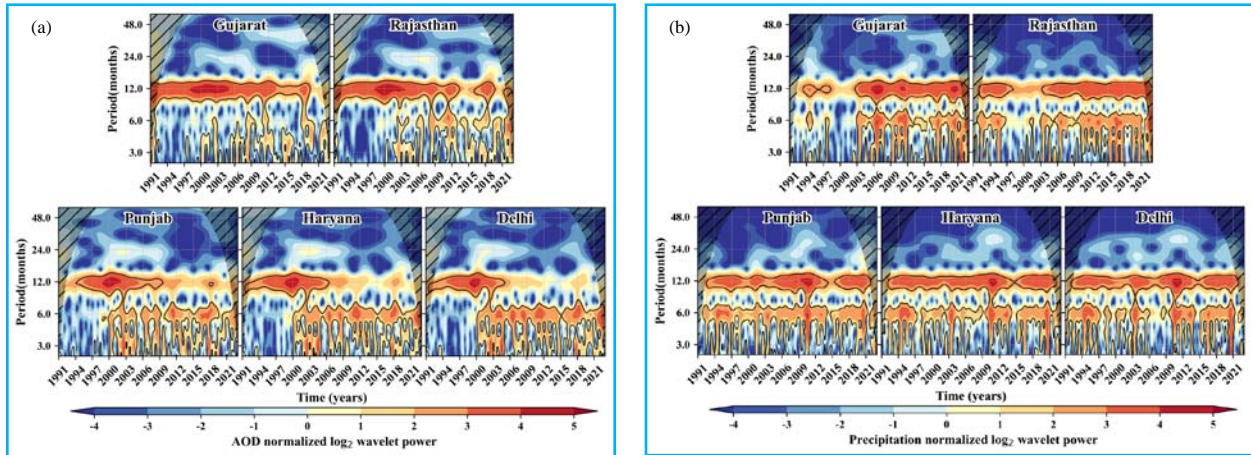 (a)
Gujarat Rajasthan
Period(months)
48.0
24.0
12.0
6.0
3.0
1991 1994 1997 2000 2003 2006 2009 2012 2015 2018 2021 1991 1994 1997 2000 2003 2006 2009 2012 2015 2018 2021
Punjab Haryana Delhi
Period(months)
48.0
24.0
12.0
6.0
3.0
1991 1994 1997 2000 2003 2006 2009 2012 2015 2018 2021 1991 1994 1997 2000 2003 2006 2009 2012 2015 2018 2021 1991 1994 1997 2000 2003 2006 2009 2012 2015 2018 2021
Time (years)
-4 -3 -2 -1 0 1 2 3 4 5
AOD normalized log2 wavelet power
(b)
Gujarat Rajasthan
Period(months)
48.0
24.0
12.0
6.0
3.0
1991 1994 1997 2000 2003 2006 2009 2012 2015 2018 2021 1991 1994 1997 2000 2003 2006 2009 2012 2015 2018 2021
Punjab Haryana Delhi
Period(months)
48.0
24.0
12.0
6.0
3.0
1991 1994 1997 2000 2003 2006 2009 2012 2015 2018 2021 1991 1994 1997 2000 2003 2006 2009 2012 2015 2018 2021 1991 1994 1997 2000 2003 2006 2009 2012 2015 2018 2021
Time (years)
-4 -3 -2 -1 0 1 2 3 4 5
Precipitation normalized log2 wavelet power